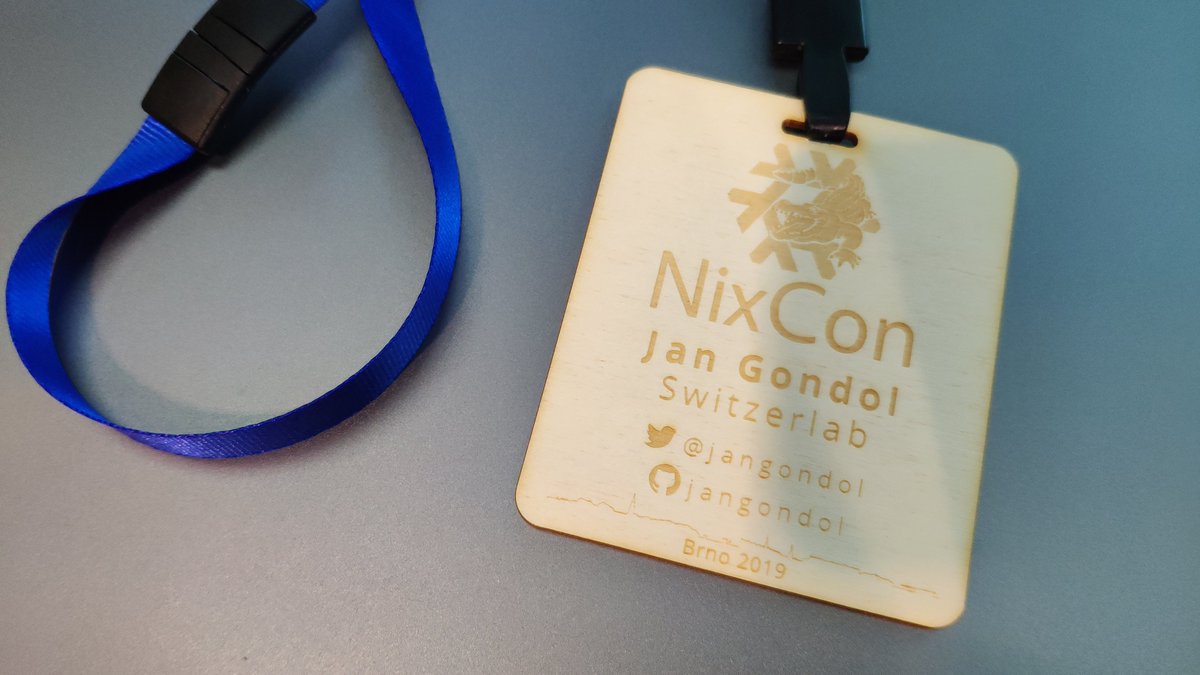 NixCon
Jan Gondol
Switzerlab
@jangondol
jangondol
Brno 2019